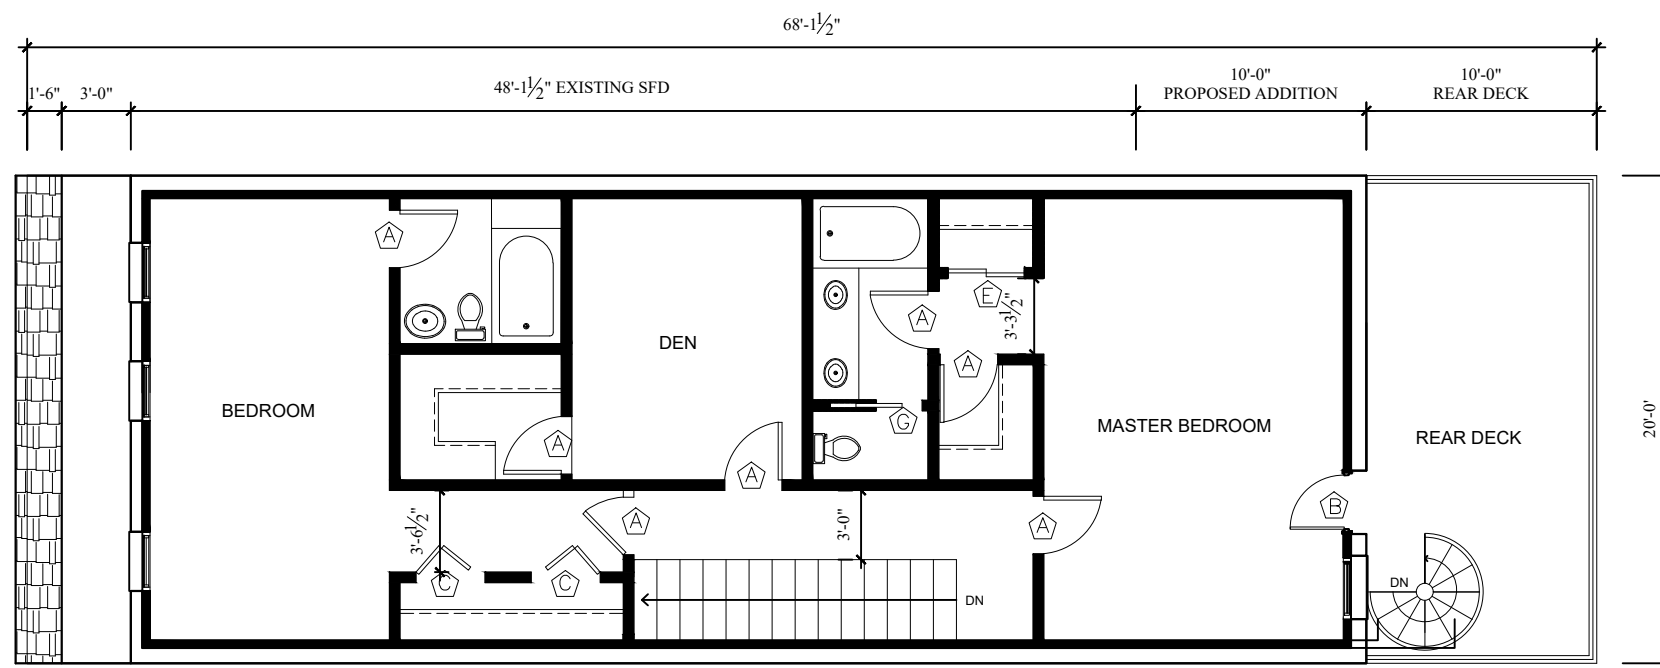 68'-1½"
1'-6"
3'-0"
48'-1½" EXISTING SFD
10'-0"
PROPOSED ADDITION
10'-0"
REAR DECK
A
E
A
3'-3½"
DEN
A
20'-0'
BEDROOM
G
MASTER BEDROOM
REAR DECK
A
A
B
3'-6½"
A
3'-0"
A
C
C
DN
DN